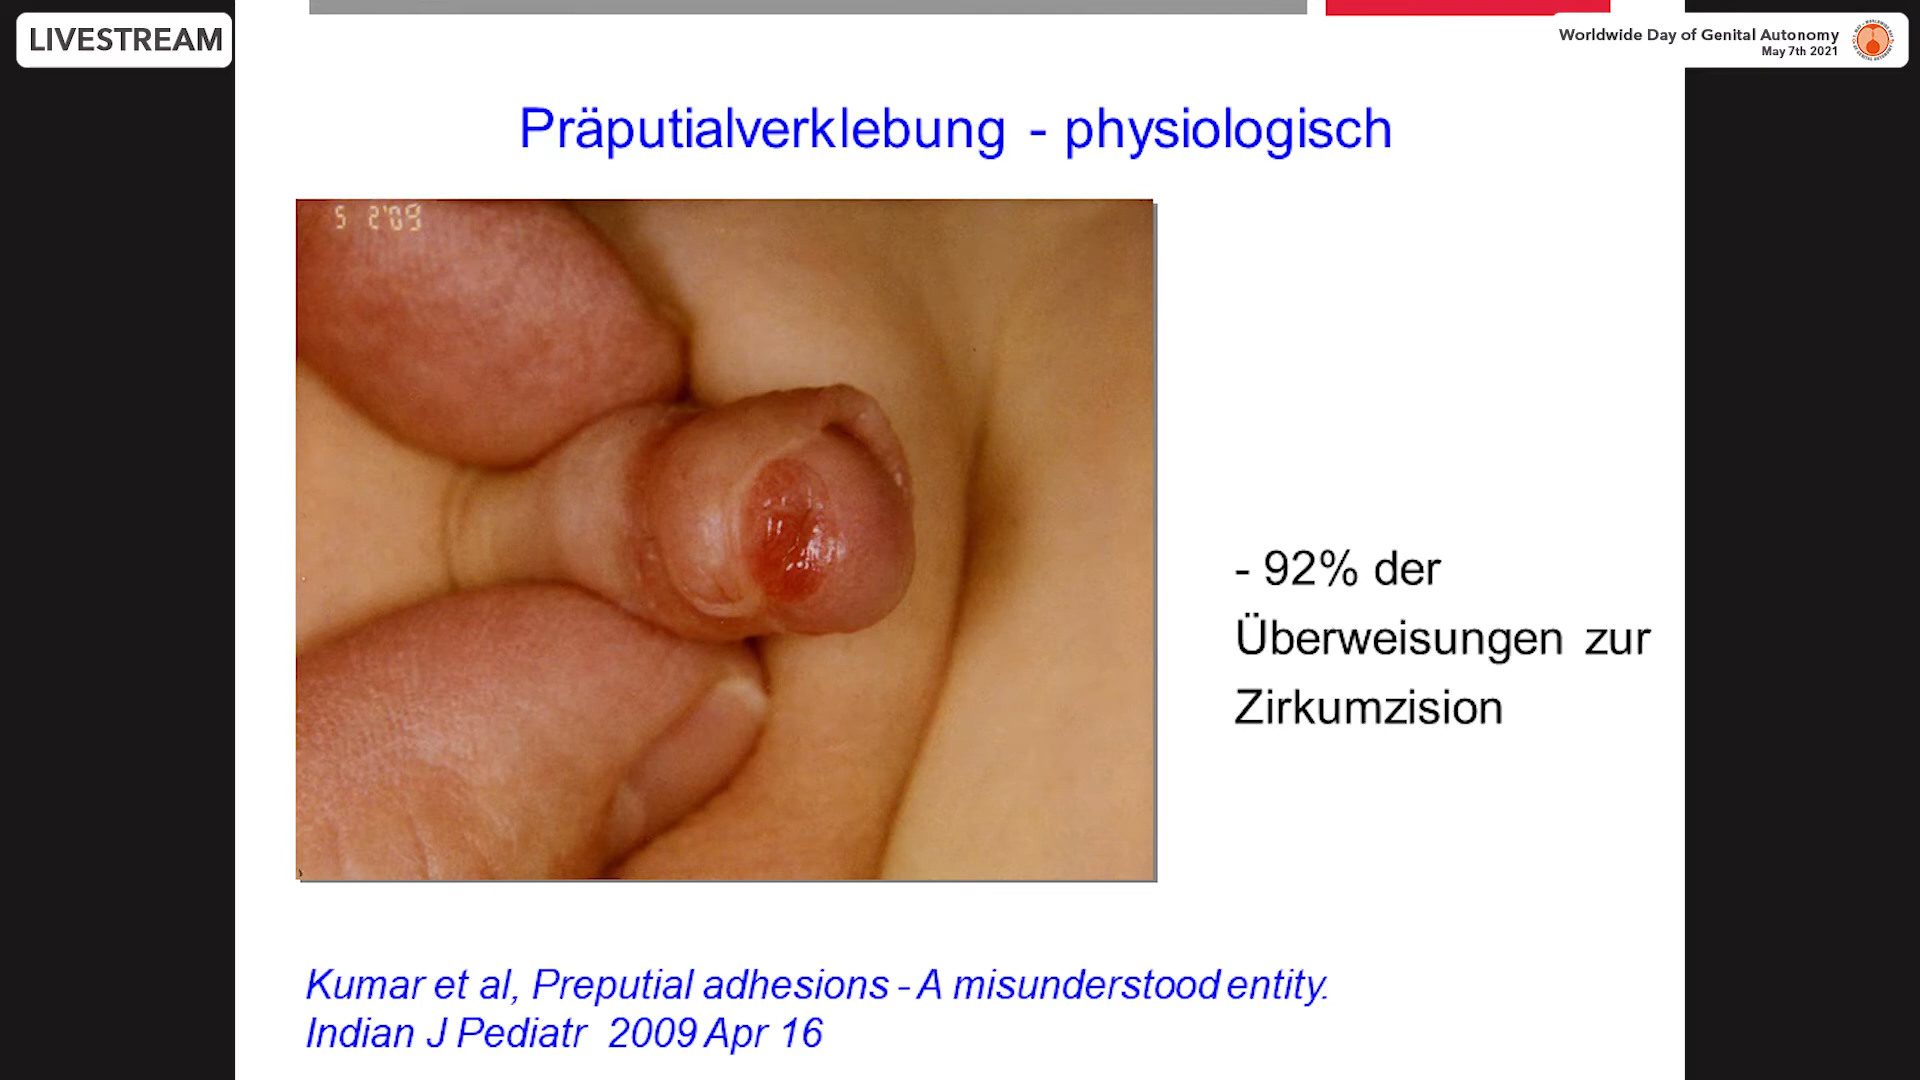 LIVESTREAM
Worldwide Day of Genital Autonomy
May 7th 2021
Präputialverklebung - physiologisch
5 2'09
- 92% der
Überweisungen zur
Zirkumzision
Kumar et al, Preputial adhesions - A misunderstood entity.
Indian J Pediatr 2009 Apr 16